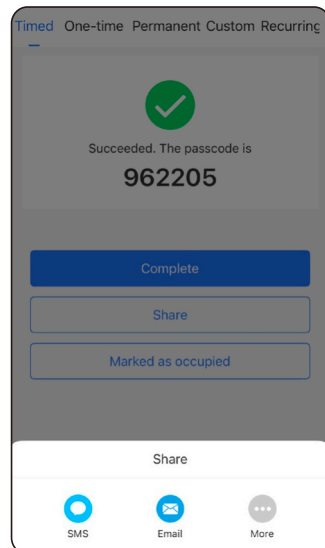 Timed One-time Permanent Custom Recurring
Succeeded. The passcode is
962205
Complete
Share
Marked as occupied
Share
SMS Email More